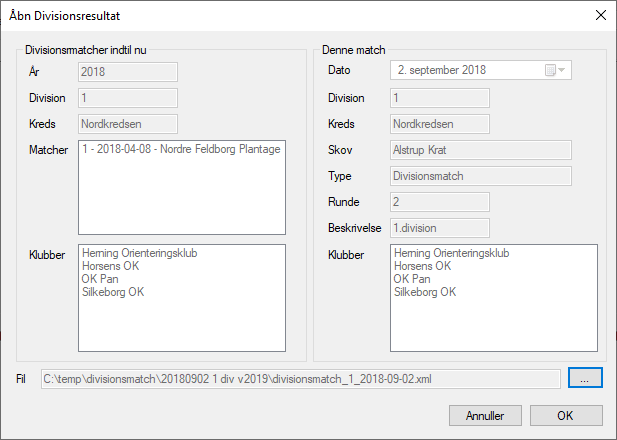 Åbn Divisionsresultat
Divisionsmatcher indtil nu
År 2018
Division 1
Kreds Nordkredsen
Matcher 1 - 2018-04-08 - Nordre Feldborg Plantage
Klubber Herning Orienteringsklub
Horsens OK
OK Pan
Silkeborg OK
Denne match
Dato 2. september 2018
Division 1
Kreds Nordkredsen
Skov Alstrup Krat
Type Divisionsmatch
Runde 2
Beskrivelse 1.division
Klubber Herning Orienteringsklub
Horsens OK
OK Pan
Silkeborg OK
Fil C:\temp\divisionsmatch\20180902 1 div v2019\divisionsmatch_1_2018-09-02.xml ...
Annuller OK